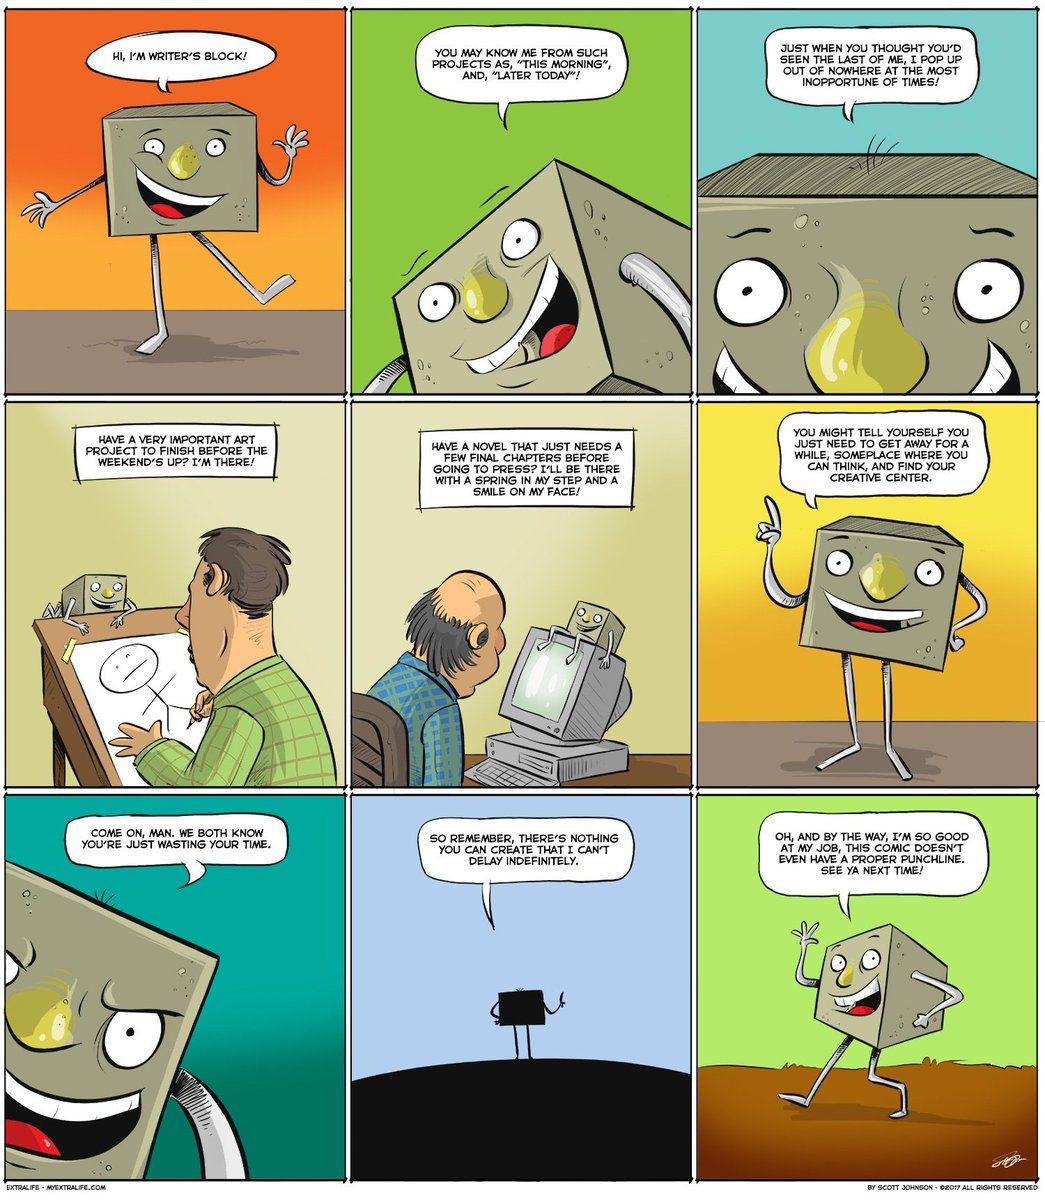 HI, I'M WRITER'S BLOCK!
YOU MAY KNOW ME FROM SUCH
PROJECTS AS, "THIS MORNING",
AND, "LATER TODAY"!
JUST WHEN YOU THOUGHT YOU'D
SEEN THE LAST OF ME, I POP UP
OUT OF NOWHERE AT THE MOST
INOPPORTUNE OF TIMES!
HAVE A VERY IMPORTANT ART
PROJECT TO FINISH BEFORE THE
WEEKEND'S UP? I'M THERE!
HAVE A NOVEL THAT JUST NEEDS A
FEW FINAL CHAPTERS BEFORE
GOING TO PRESS? I'LL BE THERE
WITH A SPRING IN MY STEP AND A
SMILE ON MY FACE!
YOU MIGHT TELL YOURSELF YOU
JUST NEED TO GET AWAY FOR A
WHILE, SOMEPLACE WHERE YOU
CAN THINK, AND FIND YOUR
CREATIVE CENTER.
COME ON, MAN. WE BOTH KNOW
YOU'RE JUST WASTING YOUR TIME.
SO REMEMBER, THERE'S NOTHING
YOU CAN CREATE THAT I CAN'T
DELAY INDEFINITELY.
OH, AND BY THE WAY, I'M SO GOOD
AT MY JOB, THIS COMIC DOESN'T
EVEN HAVE A PROPER PUNCHLINE.
SEE YA NEXT TIME!
EXTRALIFE - MYEXTRALIFE.COM
BY SCOTT JOHNSON - ©2017 ALL RIGHTS RESERVED